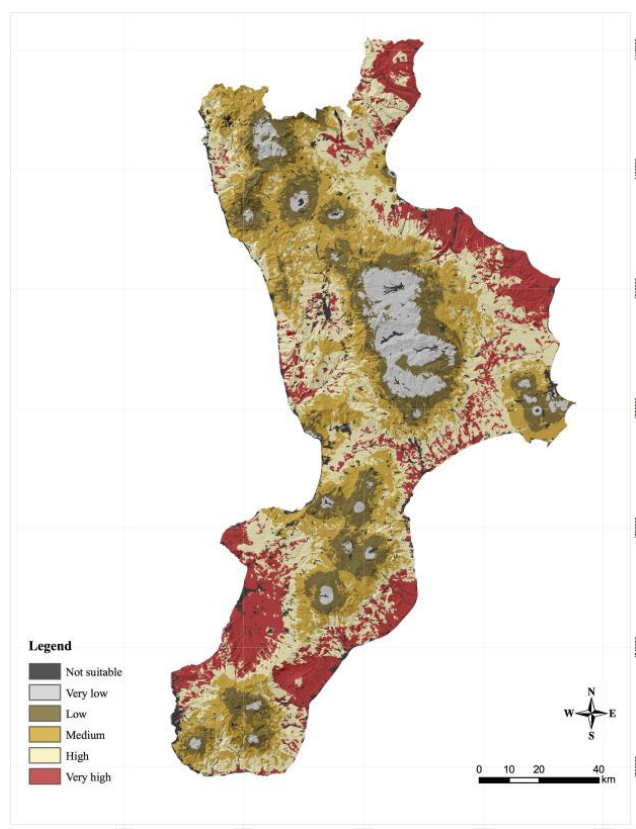 Legend
Not suitable
Very low
Low
Medium
High
Very high
N
W E
S
0 10 20 40
km